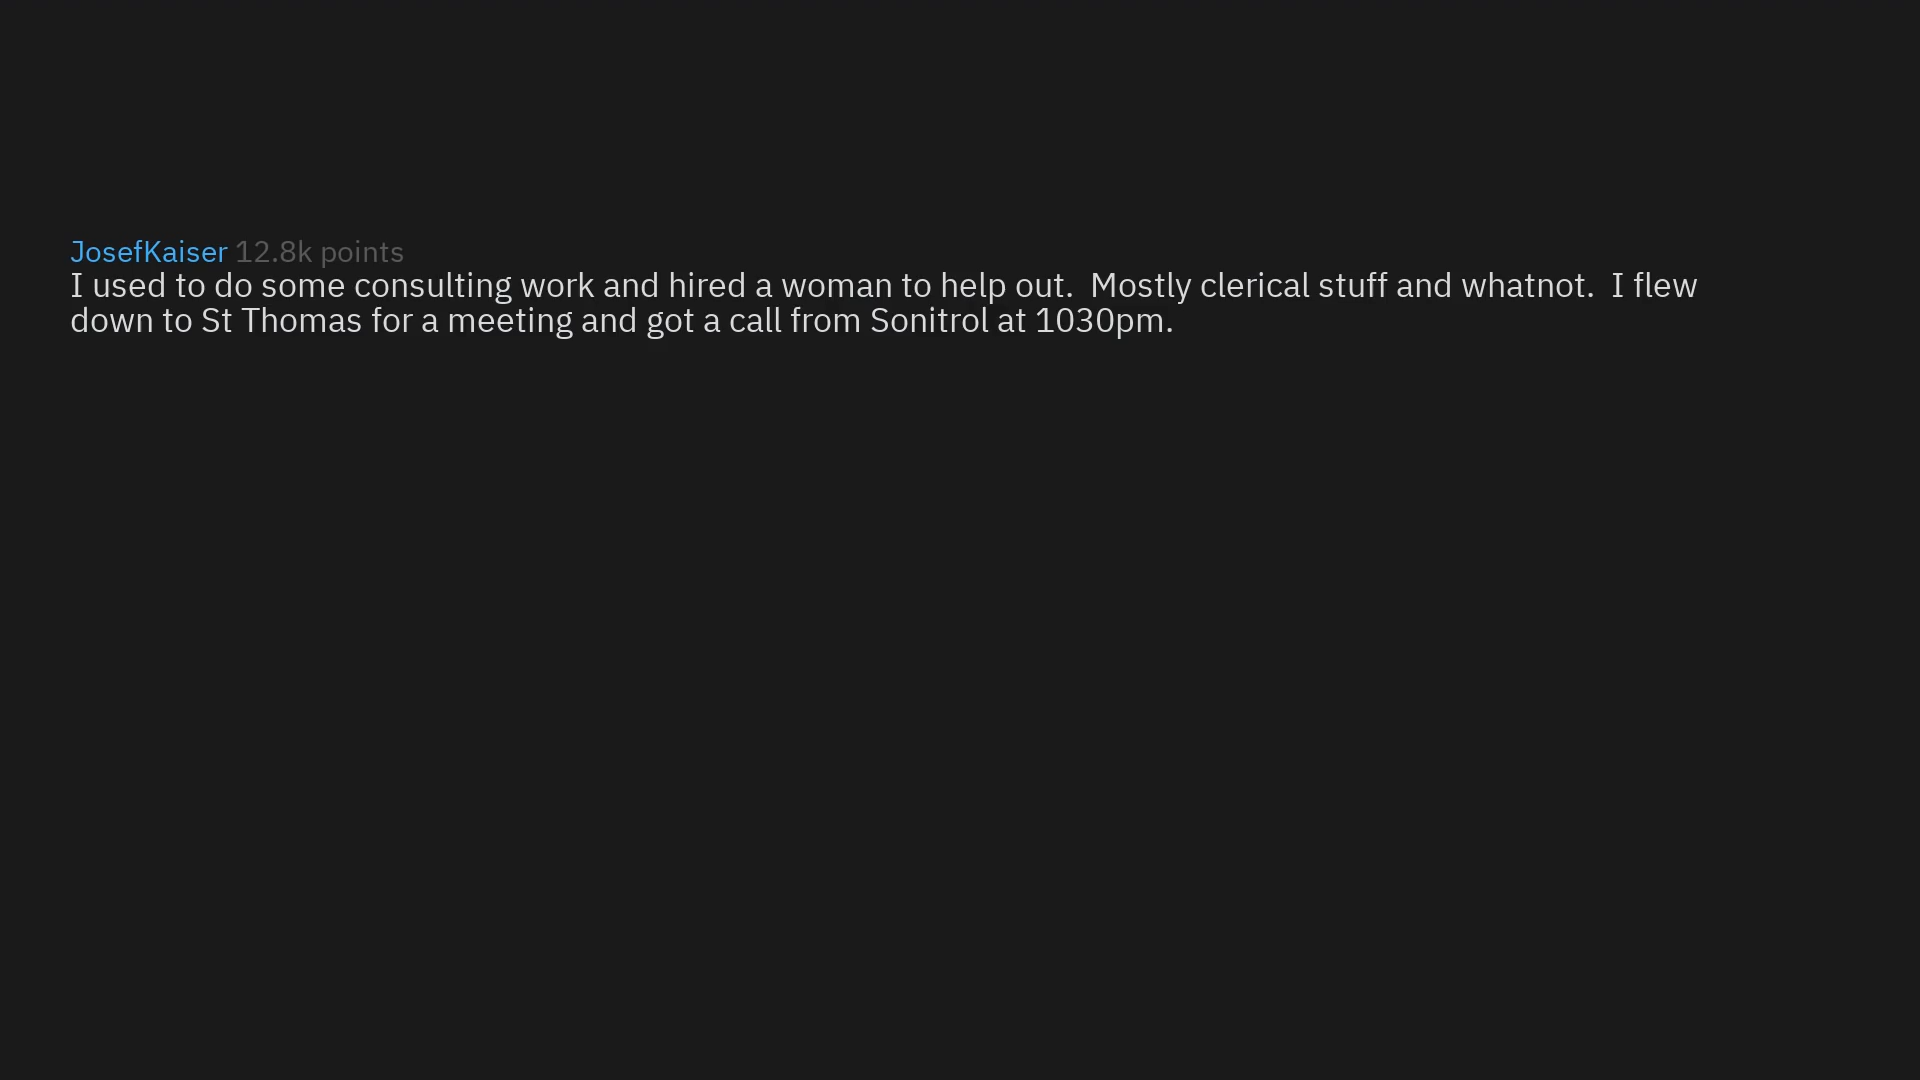 JosefKaiser 12.8k points
I used to do some consulting work and hired a woman to help out.  Mostly clerical stuff and whatnot.  I flew
down to St Thomas for a meeting and got a call from Sonitrol at 1030pm.